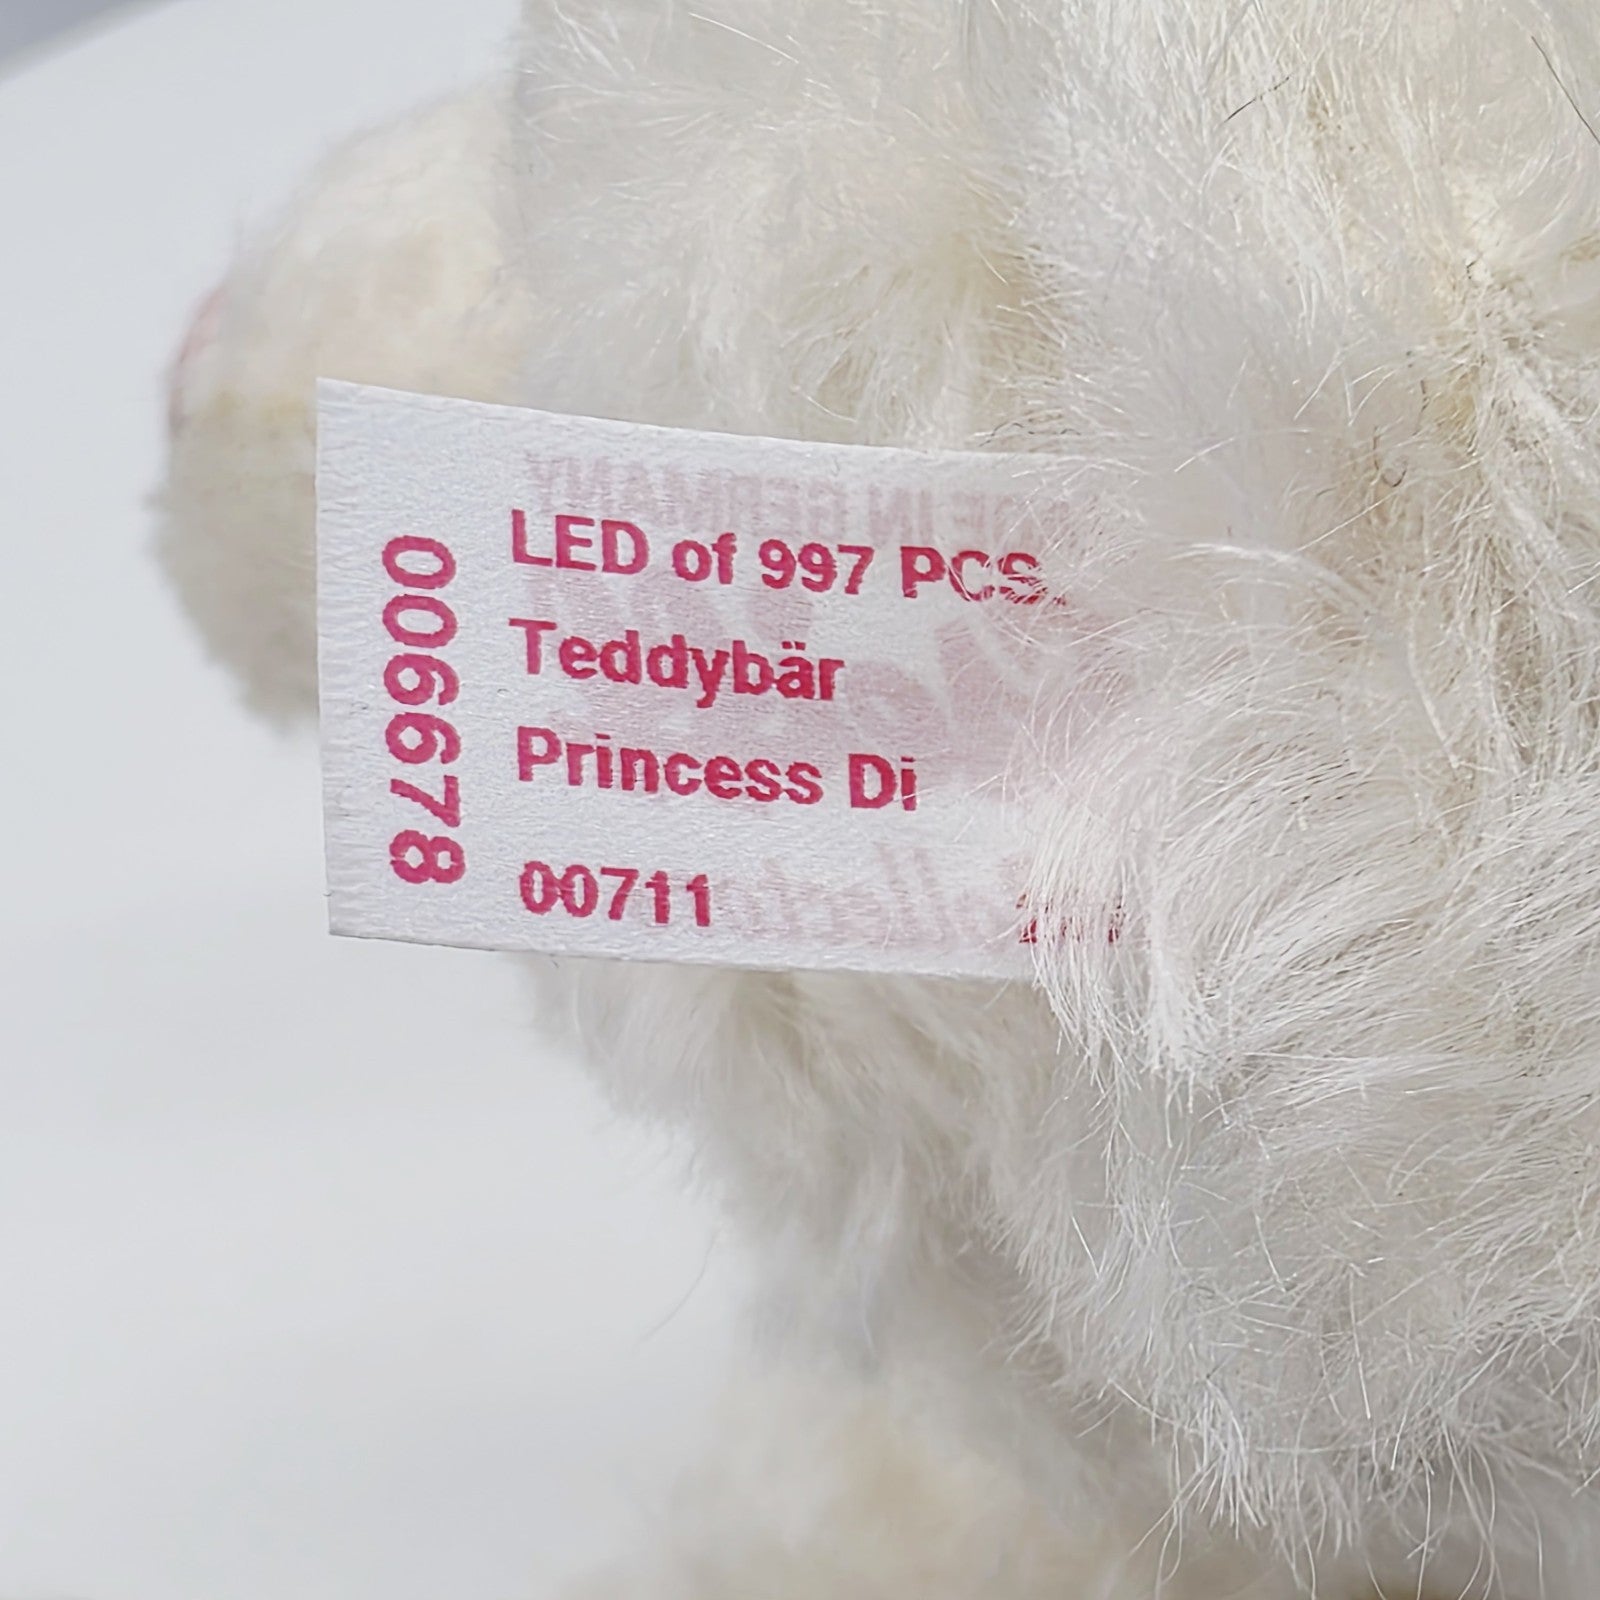 LED of 997 PCS.
Teddybär
Princess Di
00711
006678